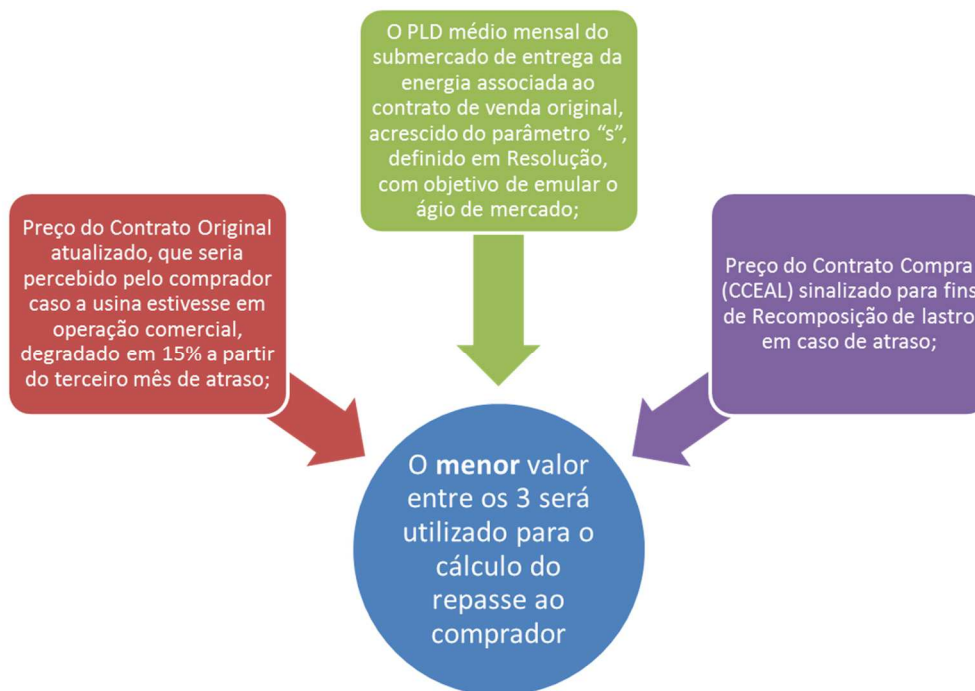 Preço do Contrato Original
atualizado, que seria
percebido pelo comprador
caso a usina estivesse em
operação comercial,
degradado em 15% a partir
do terceiro mês de atraso;
O PLD médio mensal do
submercado de entrega da
energia associada ao
contrato de venda original,
acrescido do parâmetro “s”,
definido em Resolução,
com objetivo de emular o
ágio de mercado;
Preço do Contrato Compra
(CCEAL) sinalizado para fins
de Recomposição de lastro
em caso de atraso;
O menor valor
entre os 3 será
utilizado para o
cálculo do
repasse ao
comprador